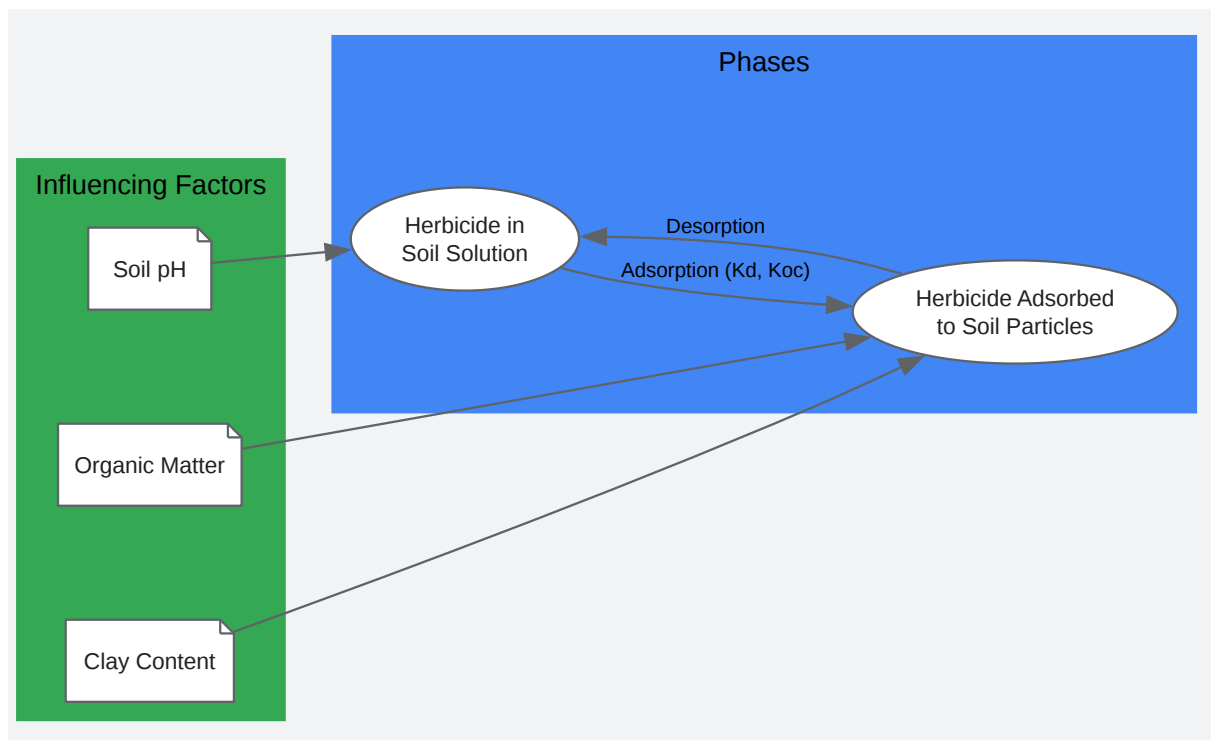 Phases
Influencing Factors
Soil pH
Herbicide in
Soil Solution
Desorption
Adsorption (Kd, Koc)
Herbicide Adsorbed
to Soil Particles
Organic Matter
Clay Content